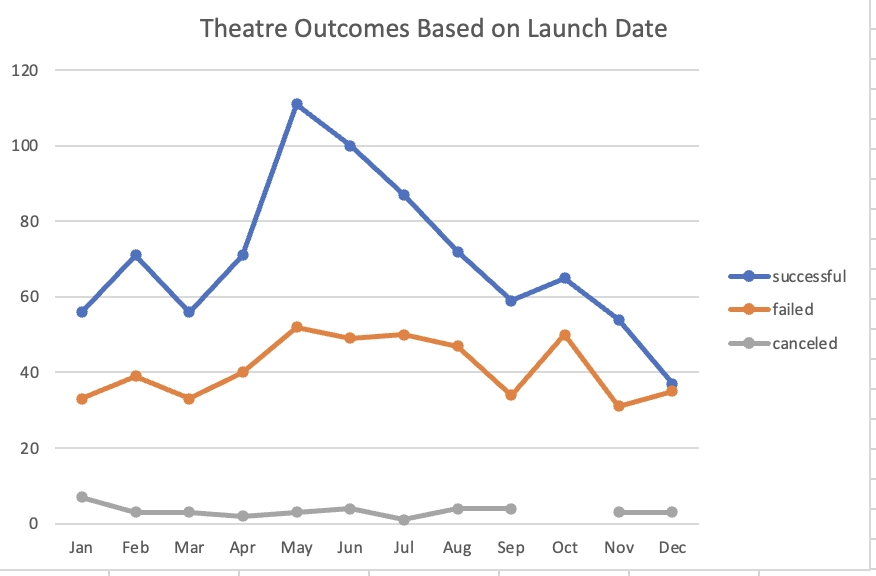 Theatre Outcomes Based on Launch Date
120
100
80
60
40
20
0
Jan Feb Mar Apr May Jun Jul Aug Sep Oct Nov Dec
successful
failed
canceled